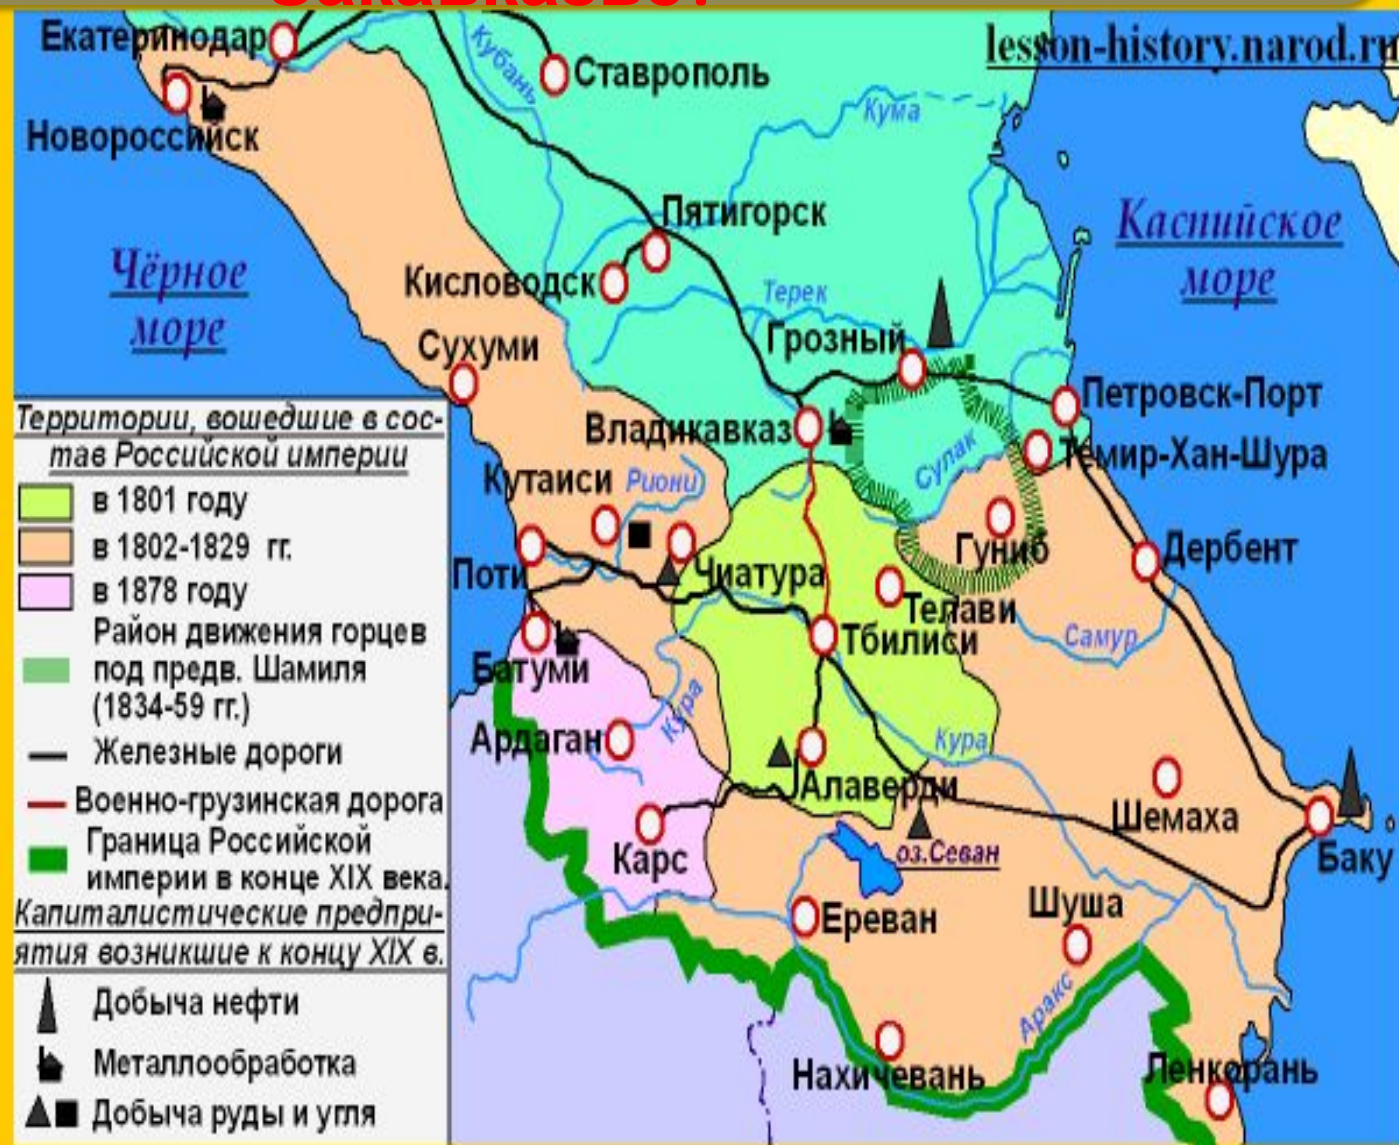 Екатеринодар
lesson-history.narod.ru
Кубань
Ставрополь
Кума
Новороссийск
Пятигорск
Каспийское
море
Чёрное
море
Кисловодск
Терек
Грозный
Сухуми
Петровск-Порт
Владикавказ
Темир-Хан-Шура
Сулак
Кутаиси
Риони
Гуниб
Дербент
Поти
Чиатура
Телави
Тбилиси
Самур
Батуми
Ардаган
Кура
Кура
Алаверди
Шемаха
Карс
оз.Севан
Баку
Ереван
Шуша
Аракс
Нахичевань
Ленкорань
Территории, вошедшие в сос-
тав Российской империи
в 1801 году
в 1802-1829 гг.
в 1878 году
Район движения горцев
под предв. Шамиля
(1834-59 гг.)
Железные дороги
Военно-грузинская дорога
Граница Российской
империи в конце XIX века.
Капиталистические предпри-
ятия возникшие к концу XIX в.
Добыча нефти
Металлообработка
Добыча руды и угля